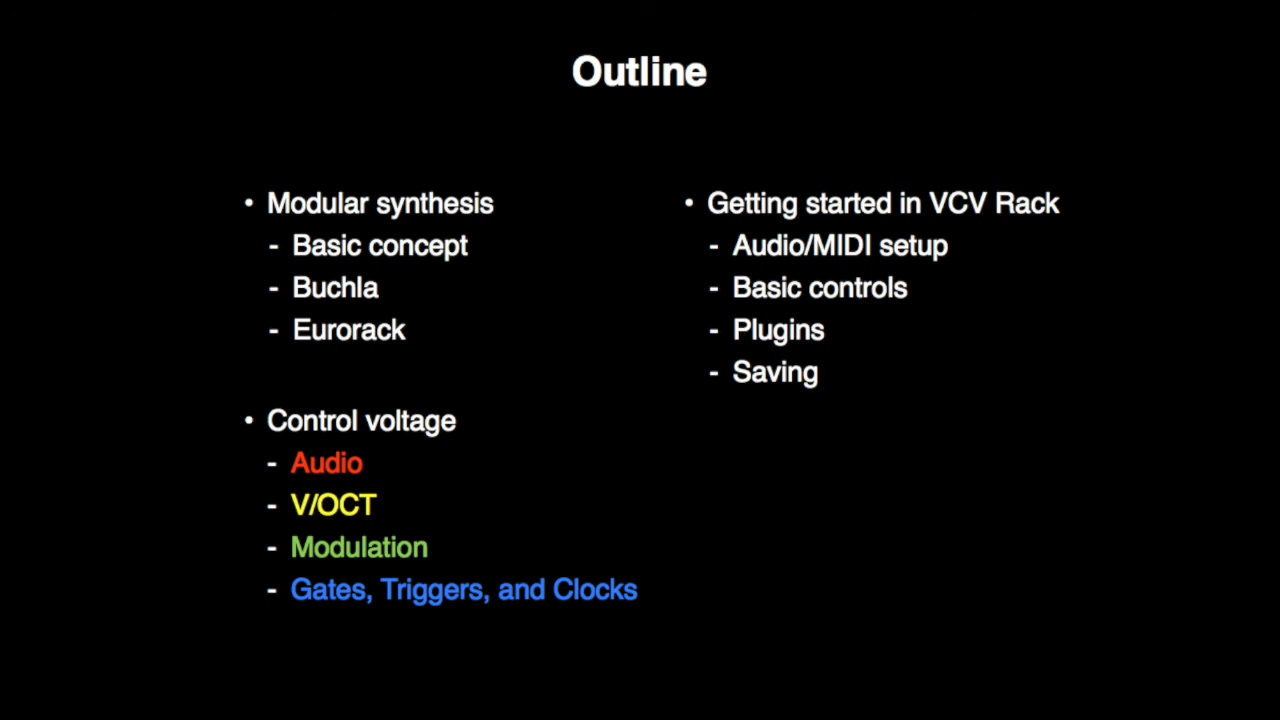 Outline
• Modular synthesis
- Basic concept
- Buchla
- Eurorack
• Control voltage
- Audio
- V/OCT
- Modulation
- Gates, Triggers, and Clocks
• Getting started in VCV Rack
- Audio/MIDI setup
- Basic controls
- Plugins
- Saving